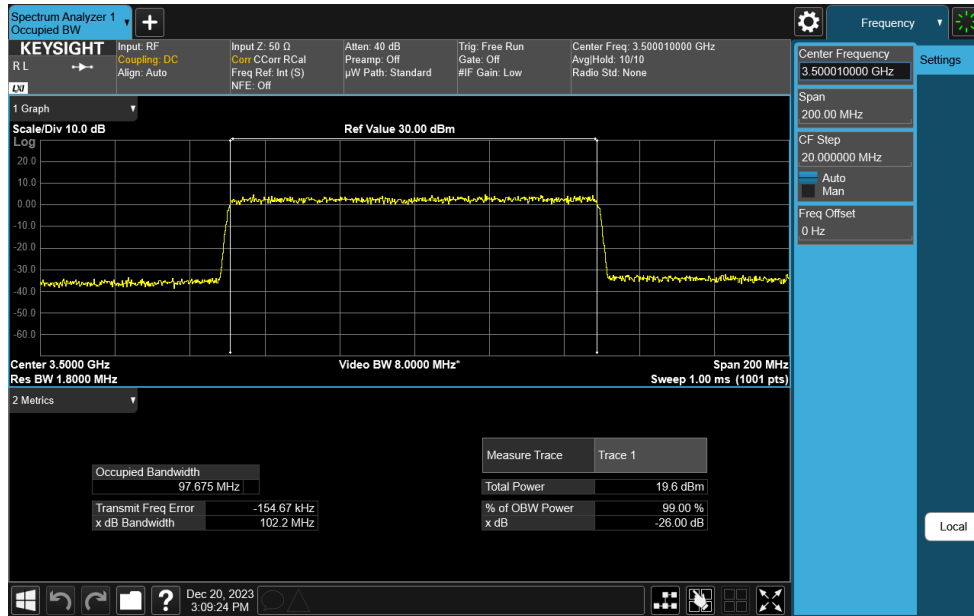 Spectrum Analyzer 1
Occupied BW
Frequency
KEYSIGHT
R L
LXI
Input: RF
Coupling: DC
Align: Auto
Input Z: 50 Ω
Corr CCorr RCal
Freq Ref: Int (S)
NFE: Off
Atten: 40 dB
Preamp: Off
µW Path: Standard
Trig: Free Run
Gate: Off
#IF Gain: Low
Center Freq: 3.500010000 GHz
Avg|Hold: 10/10
Radio Std: None
Center Frequency
3.500010000 GHz
Settings
Span
200.00 MHz
CF Step
20.000000 MHz
Auto
Man
Freq Offset
0 Hz
1 Graph
Scale/Div 10.0 dB
Ref Value 30.00 dBm
Log
20.0
10.0
0.00
-10.0
-20.0
-30.0
-40.0
-50.0
-60.0
Center 3.5000 GHz
Video BW 8.0000 MHz*
Span 200 MHz
Res BW 1.8000 MHz
Sweep 1.00 ms (1001 pts)
2 Metrics
Measure Trace Trace 1
Occupied Bandwidth
97.675 MHz
Total Power 19.6 dBm
Transmit Freq Error -154.67 kHz
% of OBW Power 99.00 %
x dB Bandwidth 102.2 MHz
x dB -26.00 dB
Local
?
Dec 20, 2023
3:09:24 PM